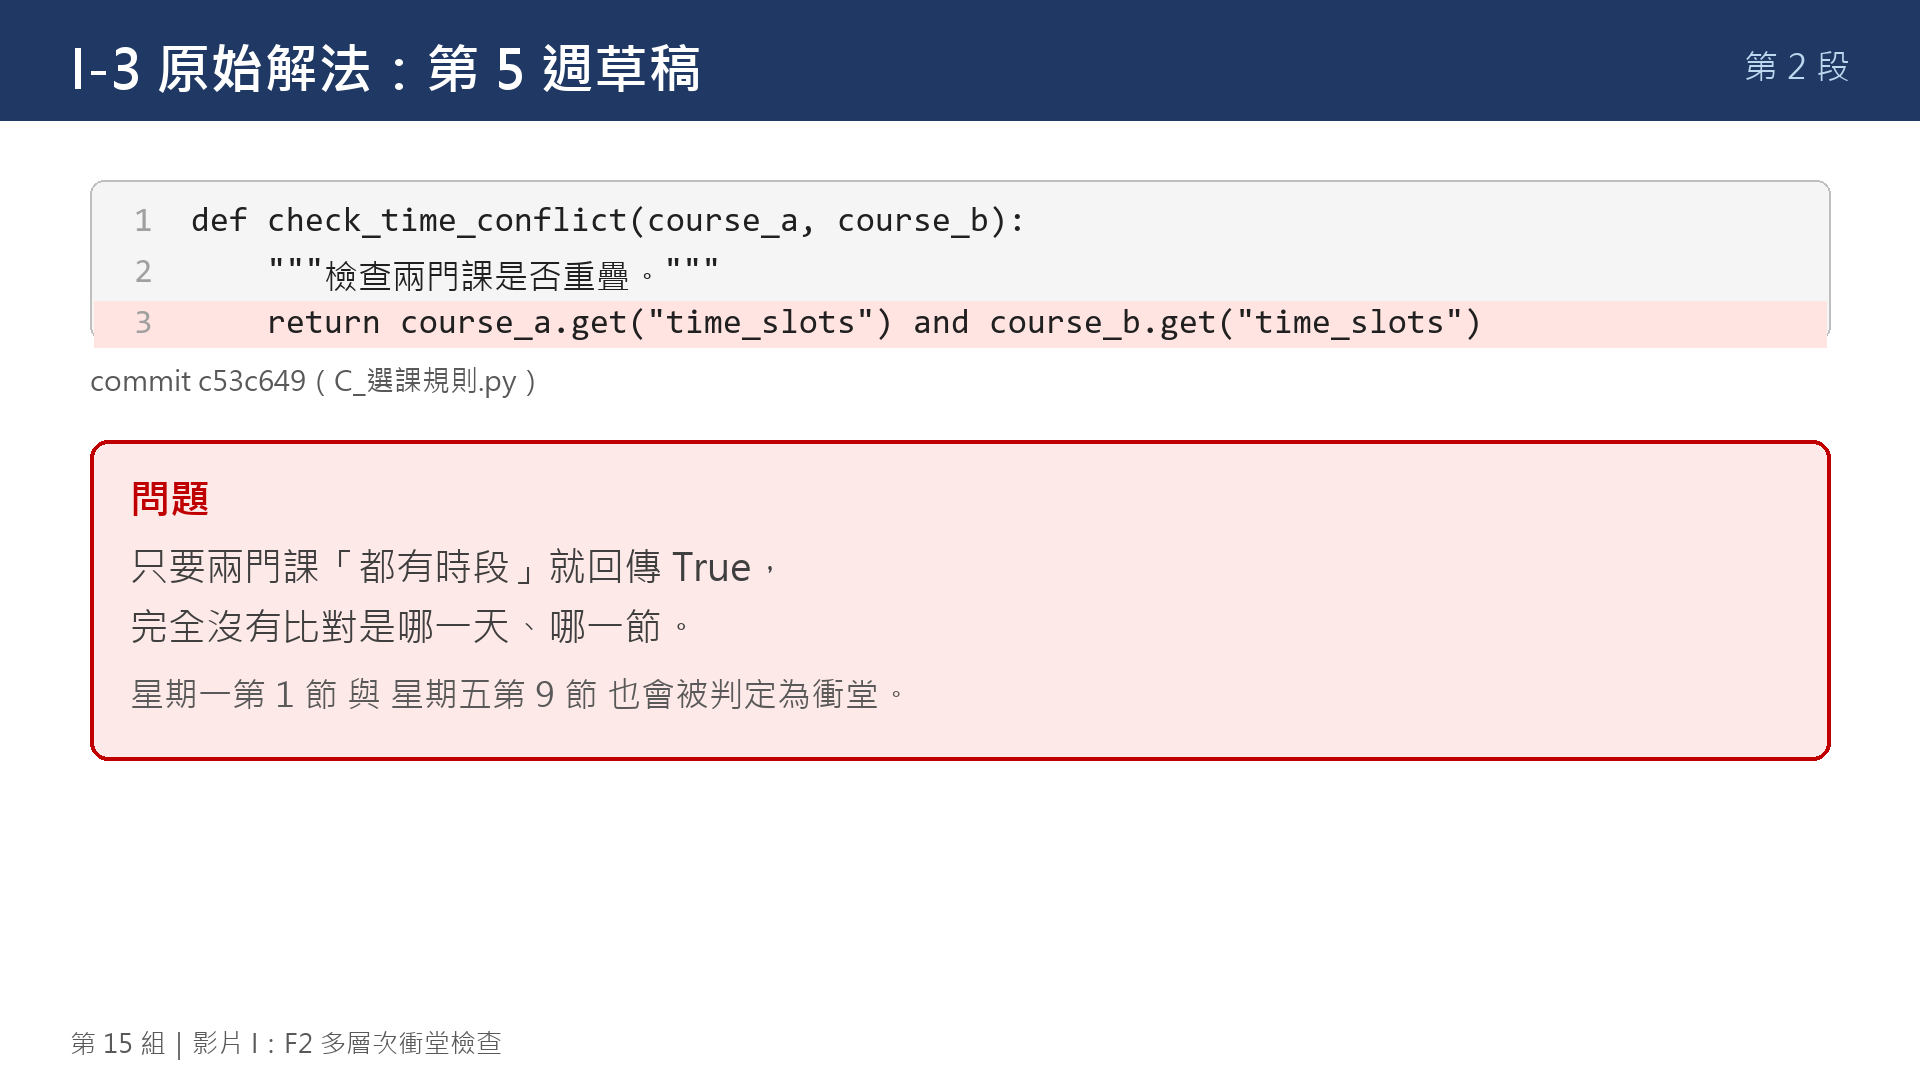 I-3 原始解法：第 5 週草稿
第 2 段
1 def check_time_conflict(course_a, course_b):
2 """檢查兩門課是否重疊。"""
3 return course_a.get("time_slots") and course_b.get("time_slots")
commit c53c649（C_選課規則.py）
問題
只要兩門課「都有時段」就回傳 True，
完全沒有比對是哪一天、哪一節。
星期一第 1 節 與 星期五第 9 節 也會被判定為衝堂。
第 15 組｜影片 I：F2 多層次衝堂檢查